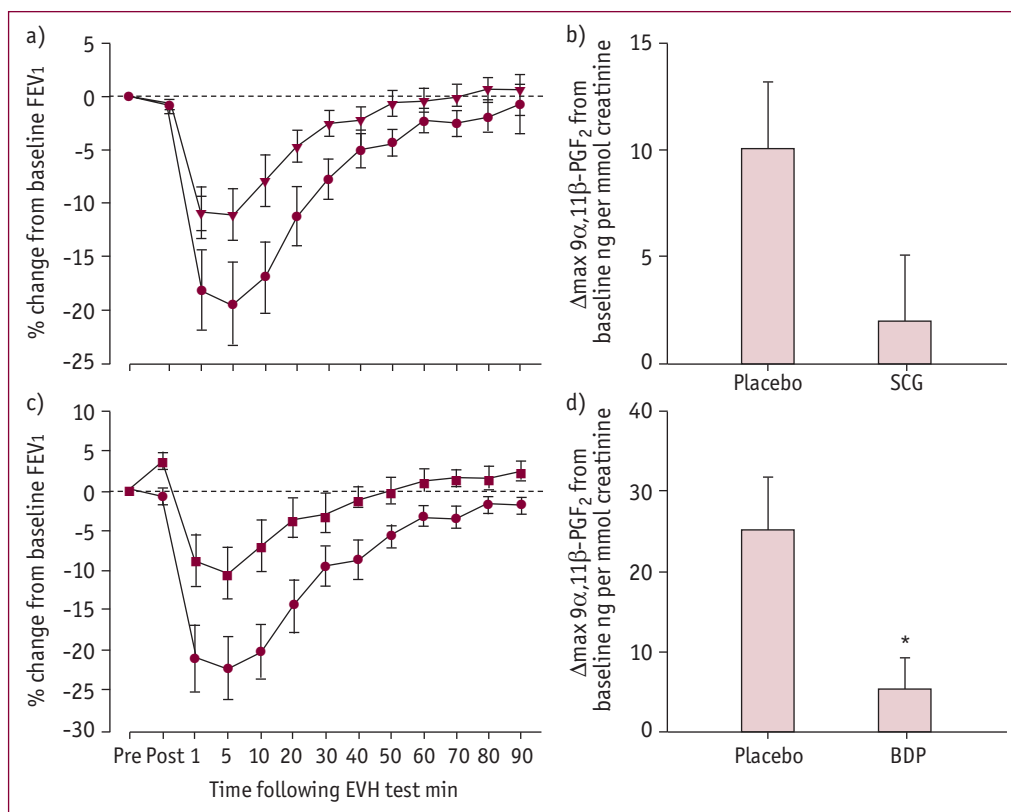 a)
% change from baseline FEV1
5
0
-5
-10
-15
-20
-25
b)
Δmax 9α,11β-PGF2 from
baseline ng per mmol creatinine
15
10
5
0
Placebo SCG
c)
% change from baseline FEV1
10
5
0
-5
-10
-15
-20
-25
-30
Pre Post 1 5 10 20 30 40 50 60 70 80 90
Time following EVH test min
d)
Δmax 9α,11β-PGF2 from
baseline ng per mmol creatinine
40
30
20
10
0
*
Placebo BDP